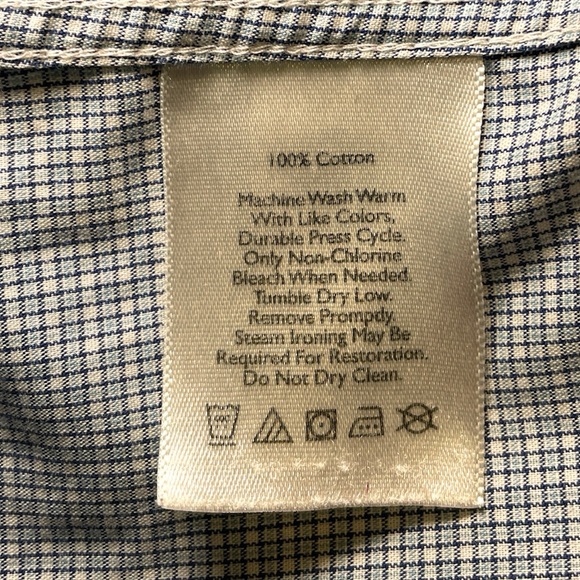 100% Cotton
Machine Wash Warm
With Like Colors,
Durable Press Cycle.
Only Non-Chlorine
Bleach When Needed.
Tumble Dry Low.
Remove Promptly.
Steam Ironing May Be
Required For Restoration.
Do Not Dry Clean.